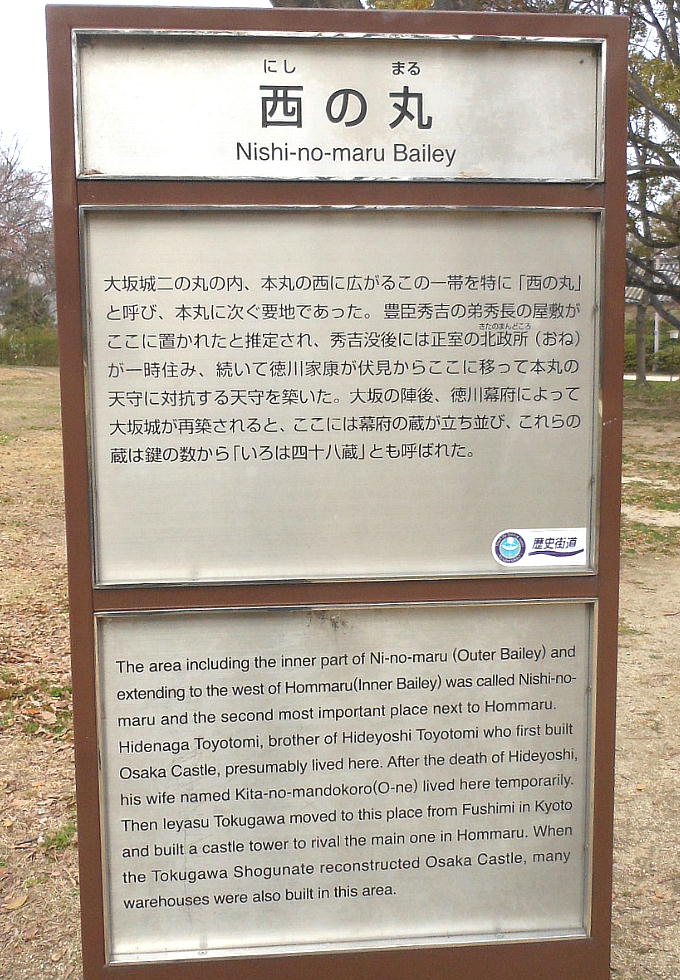 にし まる
西の丸
Nishi-no-maru Bailey
大坂城二の丸の内、本丸の西に広がるこの一帯を特に「西の丸」
と呼び、本丸に次ぐ要地であった。豊臣秀吉の弟秀長の屋敷が
きたのまんどころ
ここに置かれたと推定され、秀吉没後には正室の北政所（おね）
が一時住み、続いて徳川家康が伏見からここに移って本丸の
天守に対抗する天守を築いた。大坂の陣後、徳川幕府によって
大坂城が再築されると、ここには幕府の蔵が立ち並び、これらの
蔵は鍵の数から「いろは四十八蔵」とも呼ばれた。
歴史街道
The area including the inner part of Ni-no-maru (Outer Bailey) and
extending to the west of Hommaru(Inner Bailey) was called Nishi-no-
maru and the second most important place next to Hommaru.
Hidenaga Toyotomi, brother of Hideyoshi Toyotomi who first built
Osaka Castle, presumably lived here. After the death of Hideyoshi,
his wife named Kita-no-mandokoro(O-ne) lived here temporarily.
Then Ieyasu Tokugawa moved to this place from Fushimi in Kyoto
and built a castle tower to rival the main one in Hommaru. When
the Tokugawa Shogunate reconstructed Osaka Castle, many
warehouses were also built in this area.